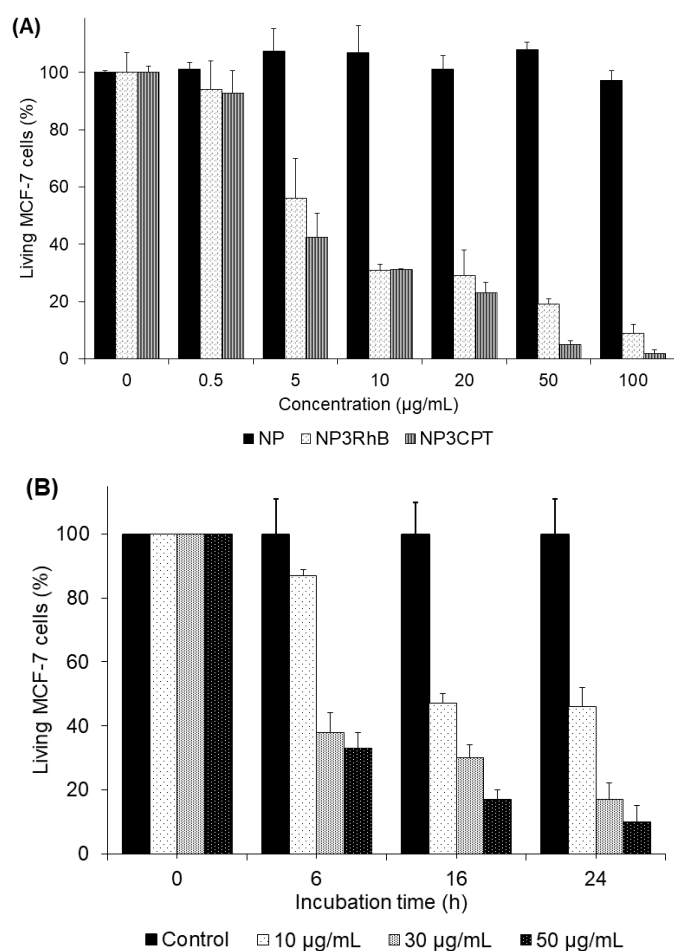 (A)
Living MCF-7 cells (%)
100
80
60
40
20
0
0 0.5 5 10 20 50 100
Concentration (µg/mL)
NP NP3RhB NP3CPT
(B)
Living MCF-7 cells (%)
100
80
60
40
20
0
0 6 16 24
Incubation time (h)
Control 10 µg/mL 30 µg/mL 50 µg/mL